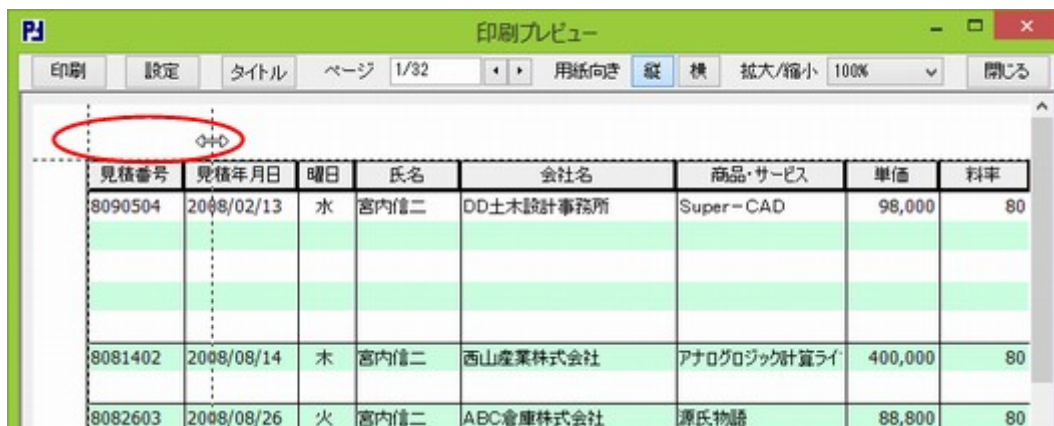 印刷プレビュー
印刷 設定 タイトル ページ 1/32 用紙向き 縦 横 拡大/縮小 100% 閉じる
見積番号 見積年月日 曜日 氏名 会社名 商品・サービス 単価 料率
8090504 2008/02/13 水 宮内信二 DD土木設計事務所 Super-CAD 98,000 80
8081402 2008/08/14 木 宮内信二 西山産業株式会社 アナログロジック計算ライ 400,000 80
8082603 2008/08/26 火 宮内信二 ABC倉庫株式会社 源氏物語 88,800 80